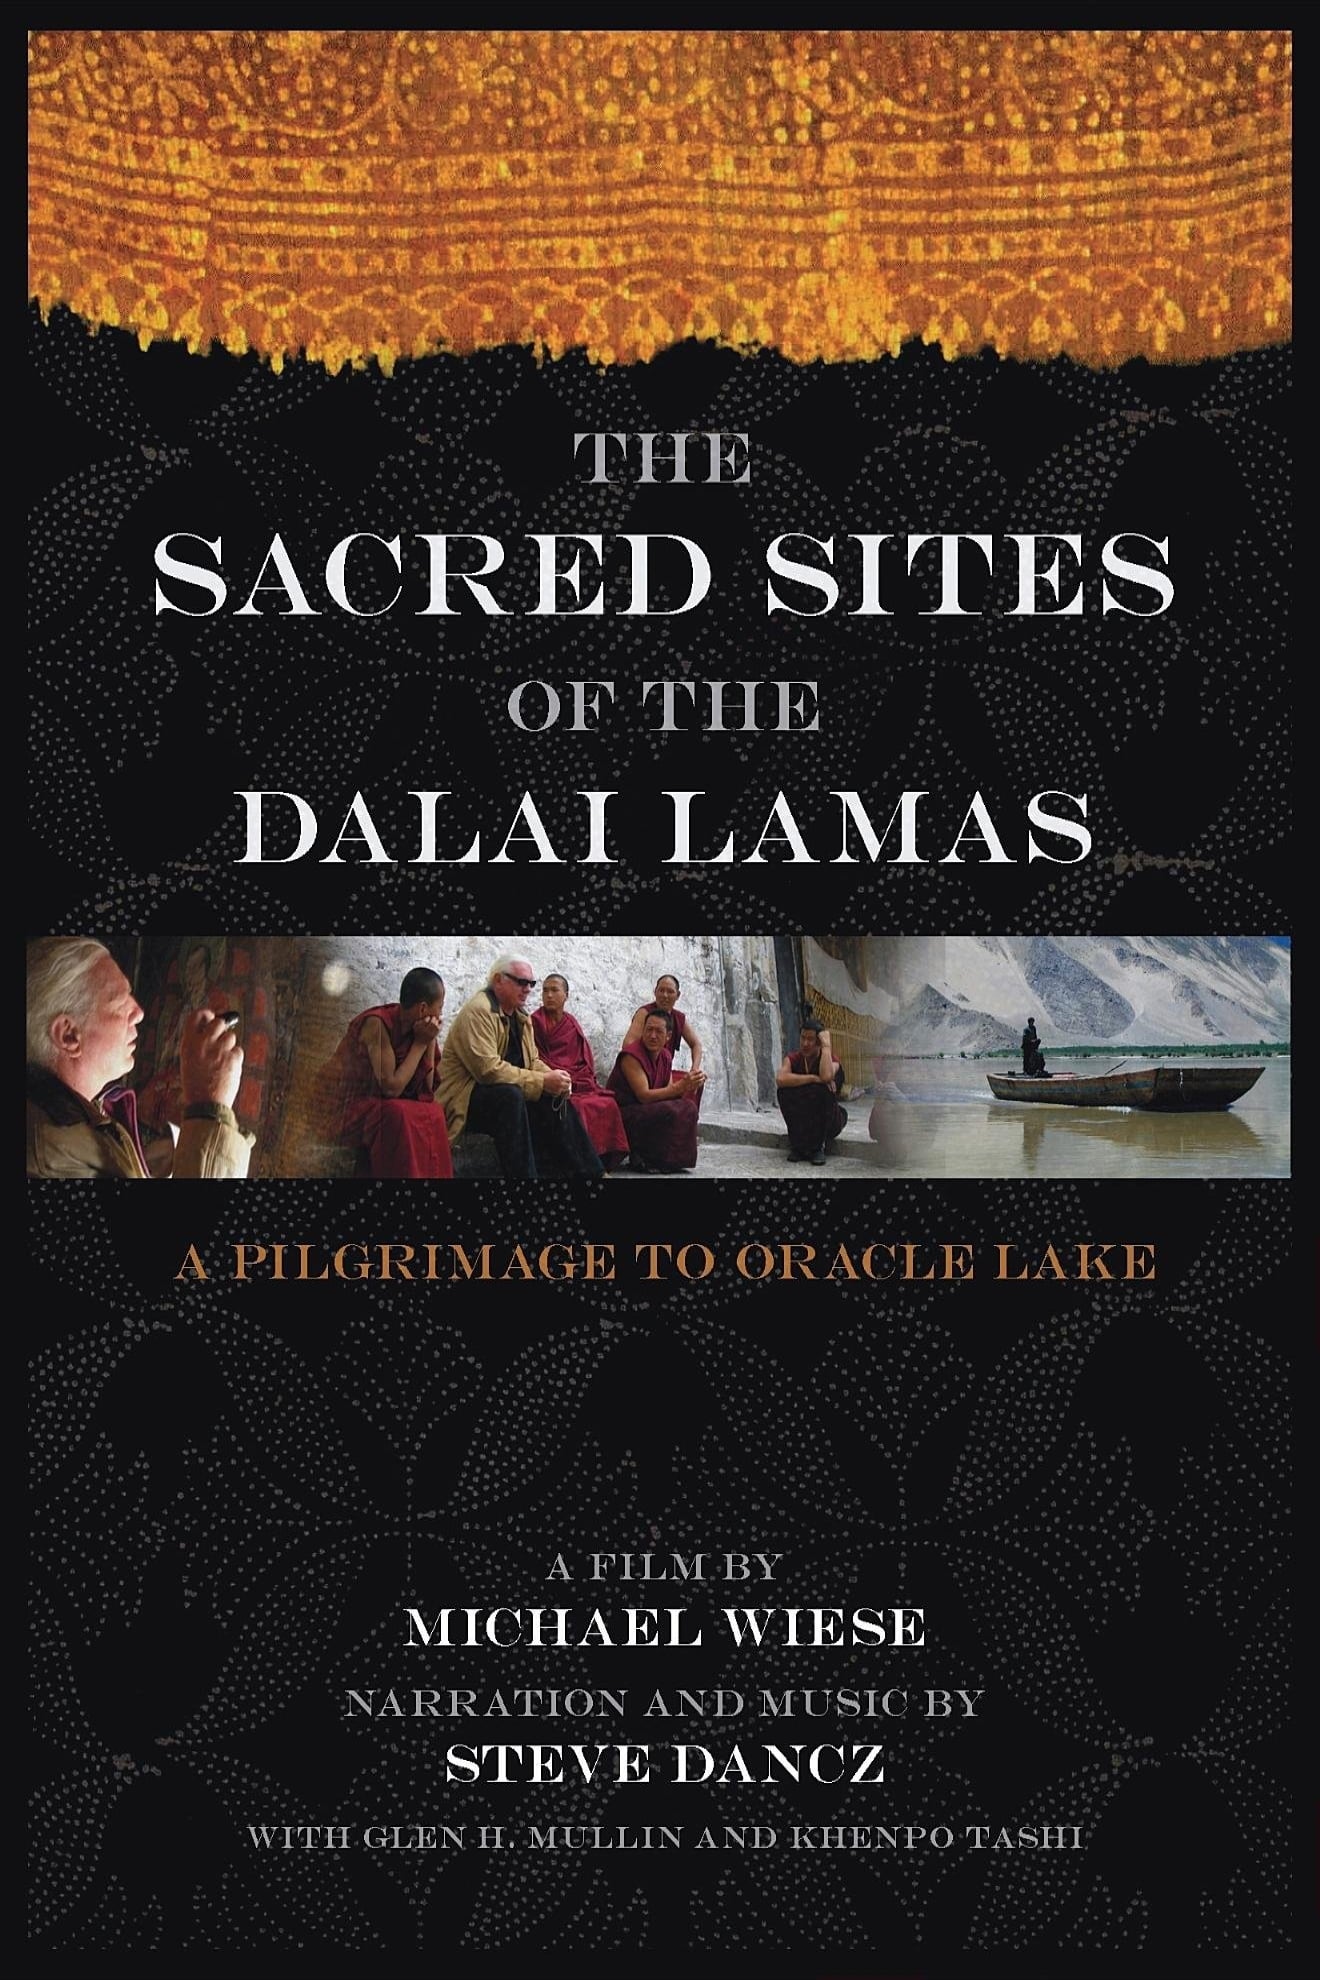 THE
SACRED SITES
OF THE
DALAI LAMAS
A PILGRIMAGE TO ORACLE LAKE
A FILM BY
MICHAEL WIESE
NARRATION AND MUSIC BY
STEVE DANCZ
WITH GLEN H. MULLIN AND KHENPO TASHI